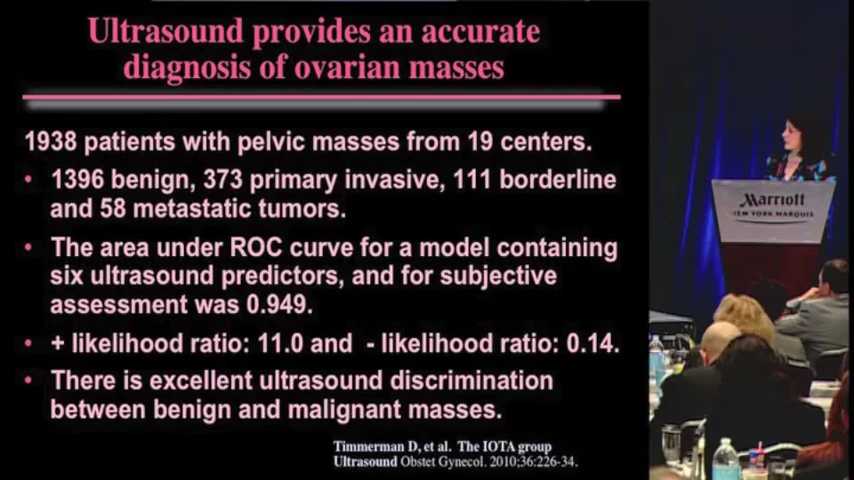 Ultrasound provides an accurate
diagnosis of ovarian masses
1938 patients with pelvic masses from 19 centers.
• 1396 benign, 373 primary invasive, 111 borderline
and 58 metastatic tumors.
• The area under ROC curve for a model containing
six ultrasound predictors, and for subjective
assessment was 0.949.
• + likelihood ratio: 11.0 and - likelihood ratio: 0.14.
• There is excellent ultrasound discrimination
between benign and malignant masses.
Timmerman D, et al. The IOTA group
Ultrasound Obstet Gynecol. 2010;36:226-34.
Marriott
NEW YORK MARQUIS